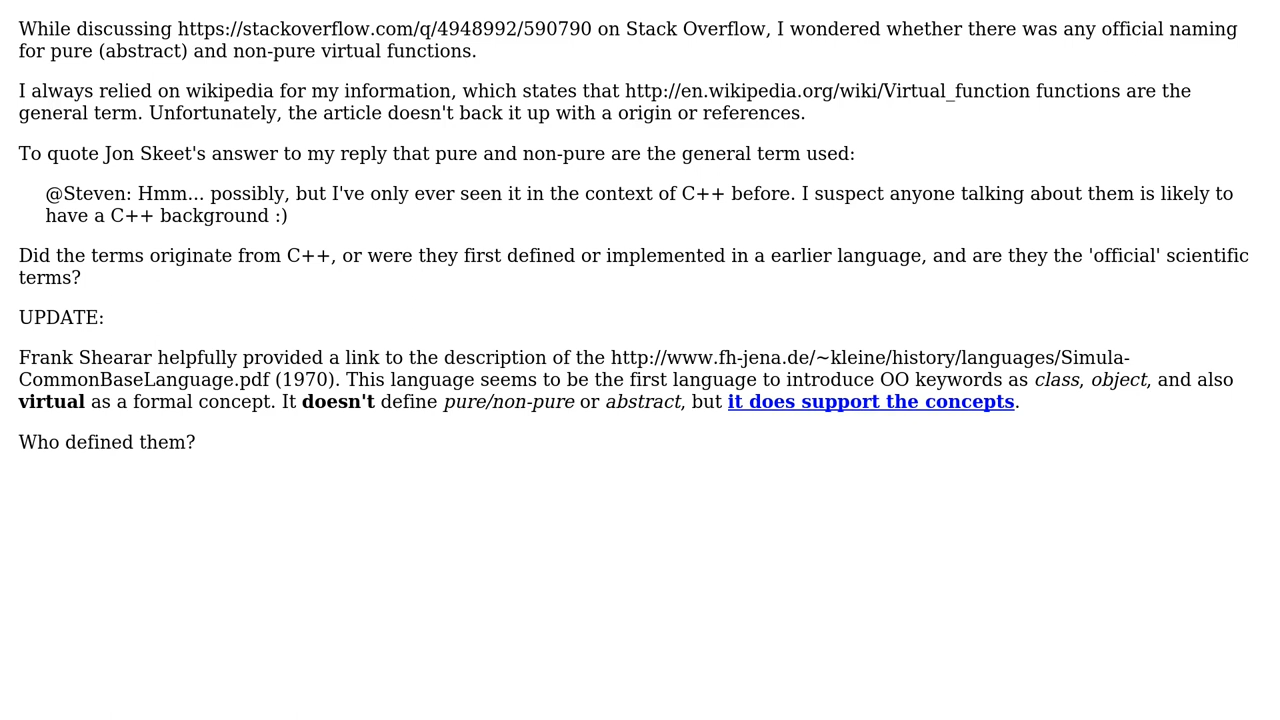 While discussing https://stackoverflow.com/q/4948992/590790 on Stack Overflow, I wondered whether there was any official naming
for pure (abstract) and non-pure virtual functions.
I always relied on wikipedia for my information, which states that http://en.wikipedia.org/wiki/Virtual_function functions are the
general term. Unfortunately, the article doesn't back it up with a origin or references.
To quote Jon Skeet's answer to my reply that pure and non-pure are the general term used:
@Steven: Hmm... possibly, but I've only ever seen it in the context of C++ before. I suspect anyone talking about them is likely to
have a C++ background :)
Did the terms originate from C++, or were they first defined or implemented in a earlier language, and are they the 'official' scientific
terms?
UPDATE:
Frank Shearar helpfully provided a link to the description of the http://www.fh-jena.de/~kleine/history/languages/Simula-
CommonBaseLanguage.pdf (1970). This language seems to be the first language to introduce OO keywords as class, object, and also
virtual as a formal concept. It doesn't define pure/non-pure or abstract, but it does support the concepts.
Who defined them?